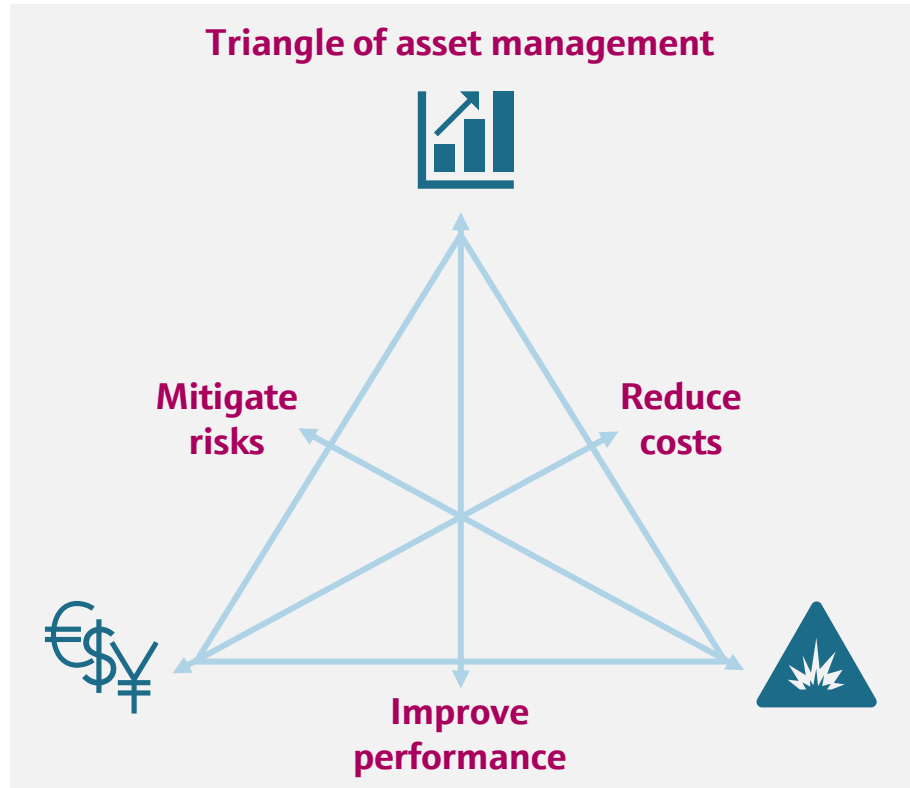 Triangle of asset management
Mitigate
risks
Reduce
costs
€$¥
Improve
performance